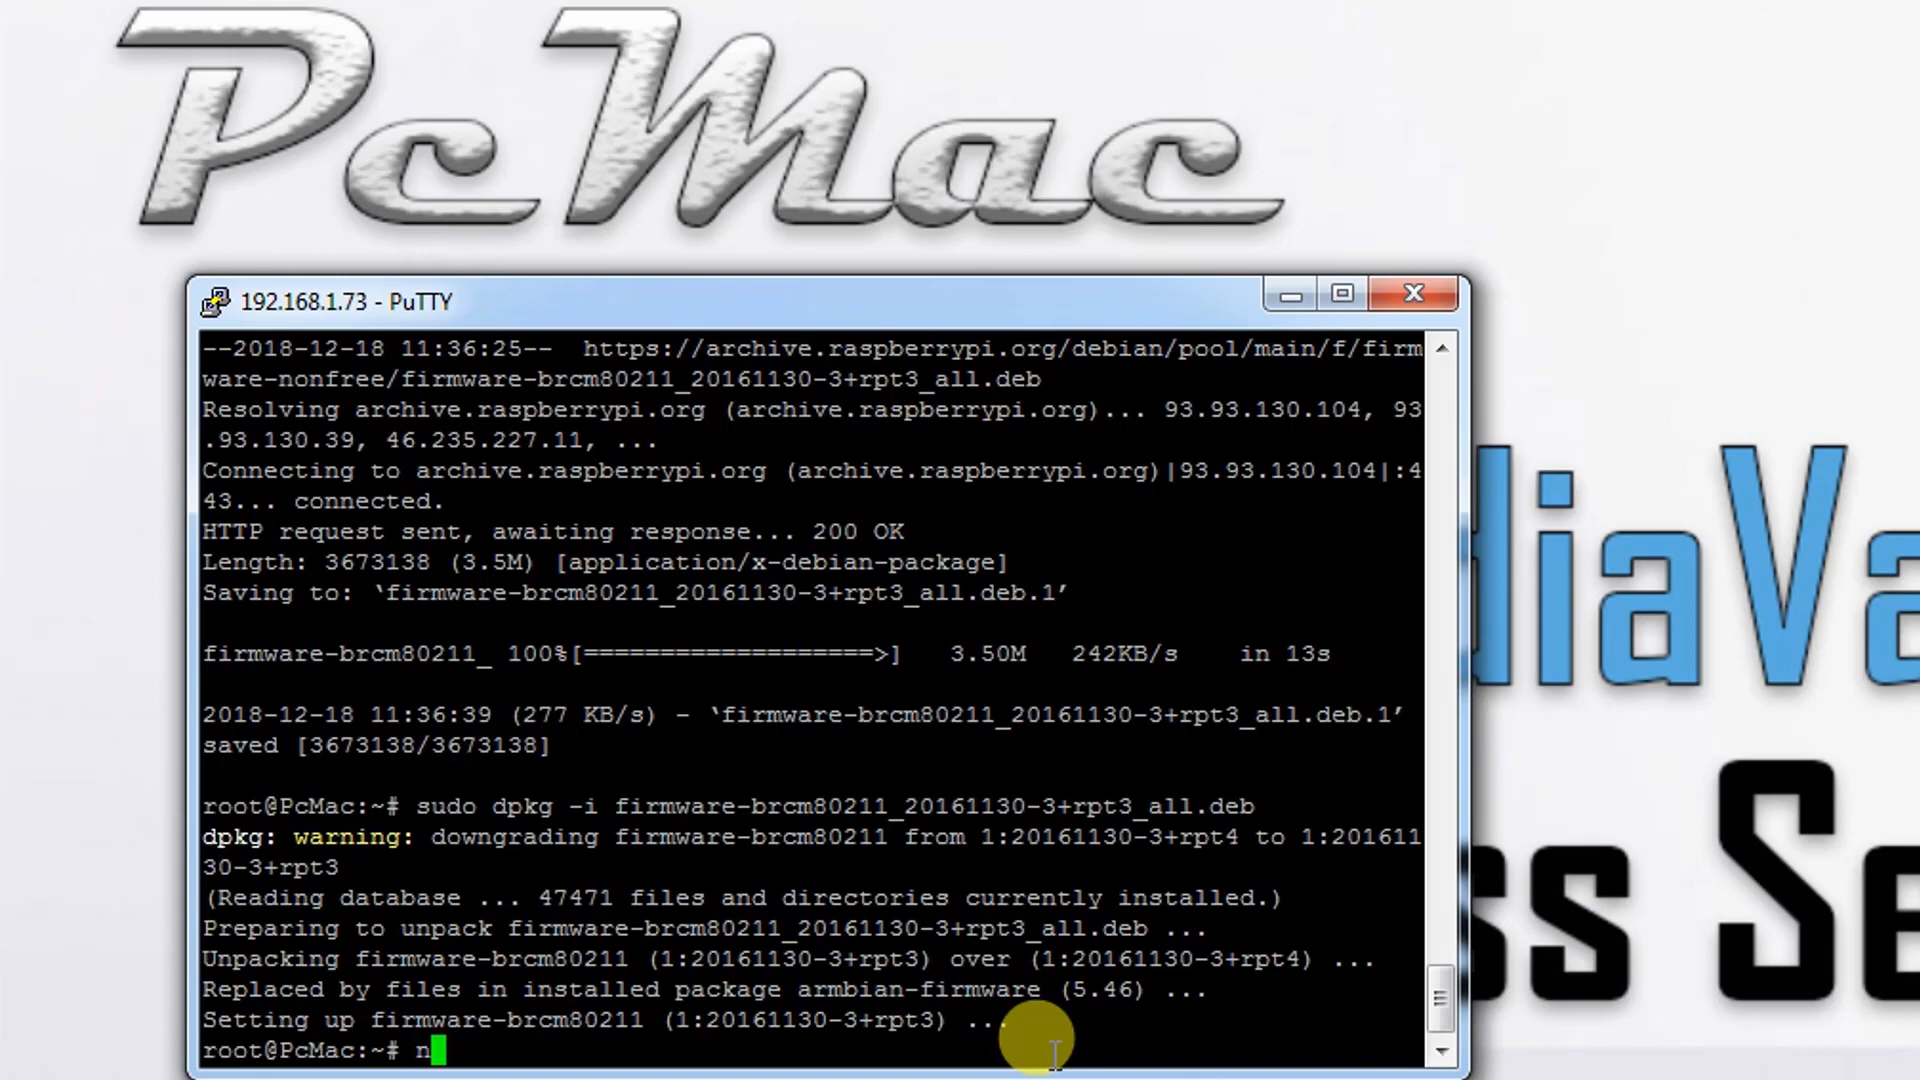 PcMac
192.168.1.73 - PuTTY
--2018-12-18 11:36:25--  https://archive.raspberrypi.org/debian/pool/main/f/firm
ware-nonfree/firmware-brcm80211_20161130-3+rpt3_all.deb
Resolving archive.raspberrypi.org (archive.raspberrypi.org)... 93.93.130.104, 93
.93.130.39, 46.235.227.11, ...
Connecting to archive.raspberrypi.org (archive.raspberrypi.org)|93.93.130.104|:4
43... connected.
HTTP request sent, awaiting response... 200 OK
Length: 3673138 (3.5M) [application/x-debian-package]
Saving to: ‘firmware-brcm80211_20161130-3+rpt3_all.deb.1’
firmware-brcm80211_ 100%[===================>]   3.50M   242KB/s    in 13s
2018-12-18 11:36:39 (277 KB/s) - ‘firmware-brcm80211_20161130-3+rpt3_all.deb.1’
saved [3673138/3673138]
root@PcMac:~# sudo dpkg -i firmware-brcm80211_20161130-3+rpt3_all.deb
dpkg: warning: downgrading firmware-brcm80211 from 1:20161130-3+rpt4 to 1:201611
30-3+rpt3
(Reading database ... 47471 files and directories currently installed.)
Preparing to unpack firmware-brcm80211_20161130-3+rpt3_all.deb ...
Unpacking firmware-brcm80211 (1:20161130-3+rpt3) over (1:20161130-3+rpt4) ...
Replaced by files in installed package armbian-firmware (5.46) ...
Setting up firmware-brcm80211 (1:20161130-3+rpt3) ...
root@PcMac:~# n
diaVa
ss Se